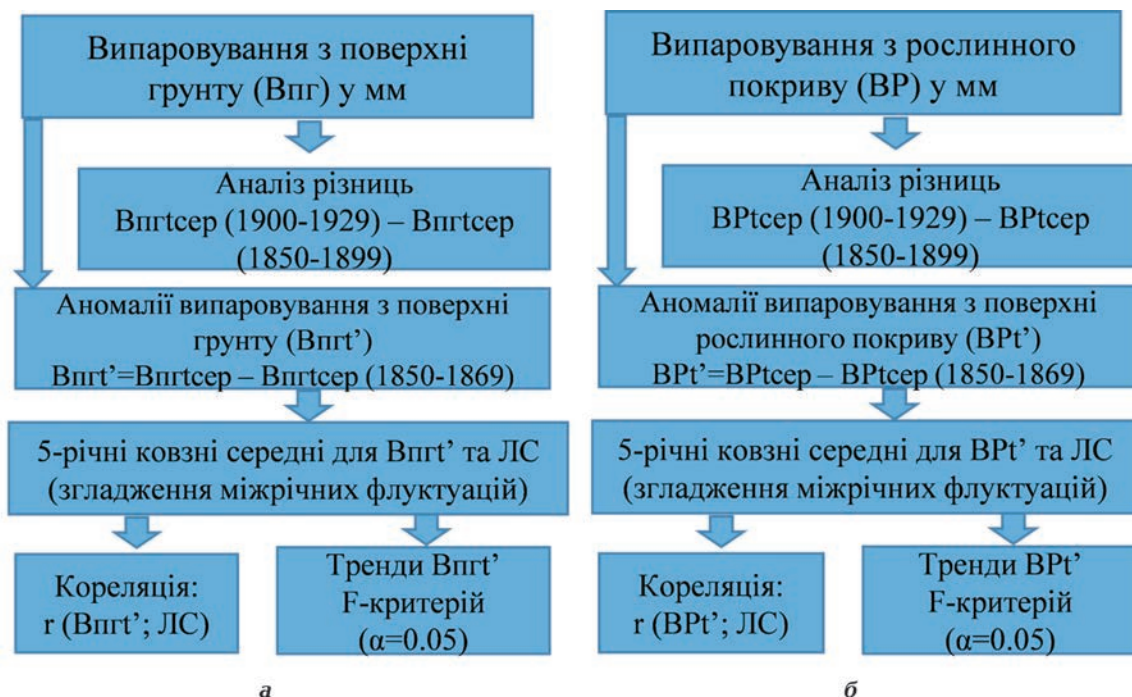 Випаровування з поверхні
грунту (Впг) у мм
Аналіз різниць
Впгtсер (1900-1929) – Впгtсер
(1850-1899)
Аномалії випаровування з поверхні
грунту (Впгt’)
Впгt’=Впгtсер – Впгtсер (1850-1869)
5-річні ковзні середні для Впгt’ та ЛС
(згладження міжрічних флуктуацій)
Кореляція:
r (Впгt’; ЛС)
Тренди Впгt’
F-критерій
(α=0.05)
а
Випаровування з рослинного
покриву (ВР) у мм
Аналіз різниць
ВРtсер (1900-1929) – ВРtсер
(1850-1899)
Аномалії випаровування з поверхні
рослинного покриву (ВРt’)
ВРt’=ВРtсер – ВРtсер (1850-1869)
5-річні ковзні середні для ВРt’ та ЛС
(згладження міжрічних флуктуацій)
Кореляція:
r (ВРt’; ЛС)
Тренди ВРt’
F-критерій
(α=0.05)
б